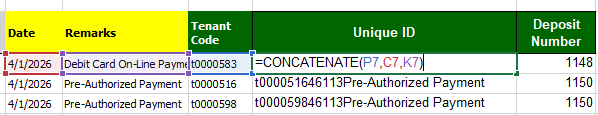 Date Remarks Tenant Code Unique ID Deposit Number
4/1/2026 Debit Card On-Line Payme t0000583 =CONCATENATE(P7,C7,K7) 1148
4/1/2026 Pre-Authorized Payment t0000516 t000051646113Pre-Authorized Payment 1150
4/1/2026 Pre-Authorized Payment t0000598 t000059846113Pre-Authorized Payment 1150